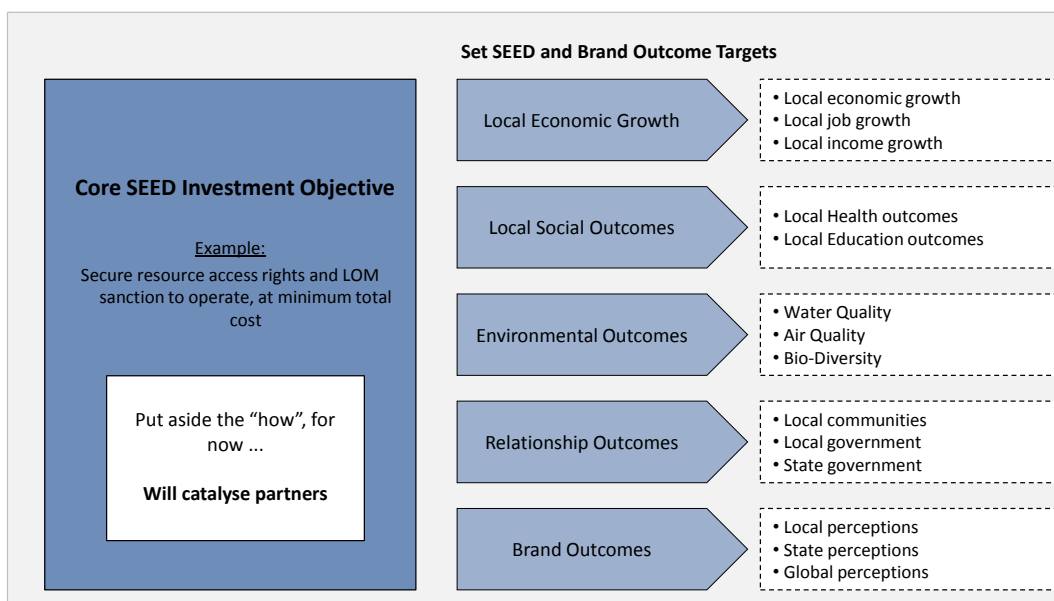 Set SEED and Brand Outcome Targets
Core SEED Investment Objective
Example:
Secure resource access rights and LOM
sanction to operate, at minimum total
cost
Put aside the “how”, for
now ...
Will catalyse partners
Local Economic Growth
• Local economic growth
• Local job growth
• Local income growth
Local Social Outcomes
• Local Health outcomes
• Local Education outcomes
Environmental Outcomes
• Water Quality
• Air Quality
• Bio-Diversity
Relationship Outcomes
• Local communities
• Local government
• State government
Brand Outcomes
• Local perceptions
• State perceptions
• Global perceptions